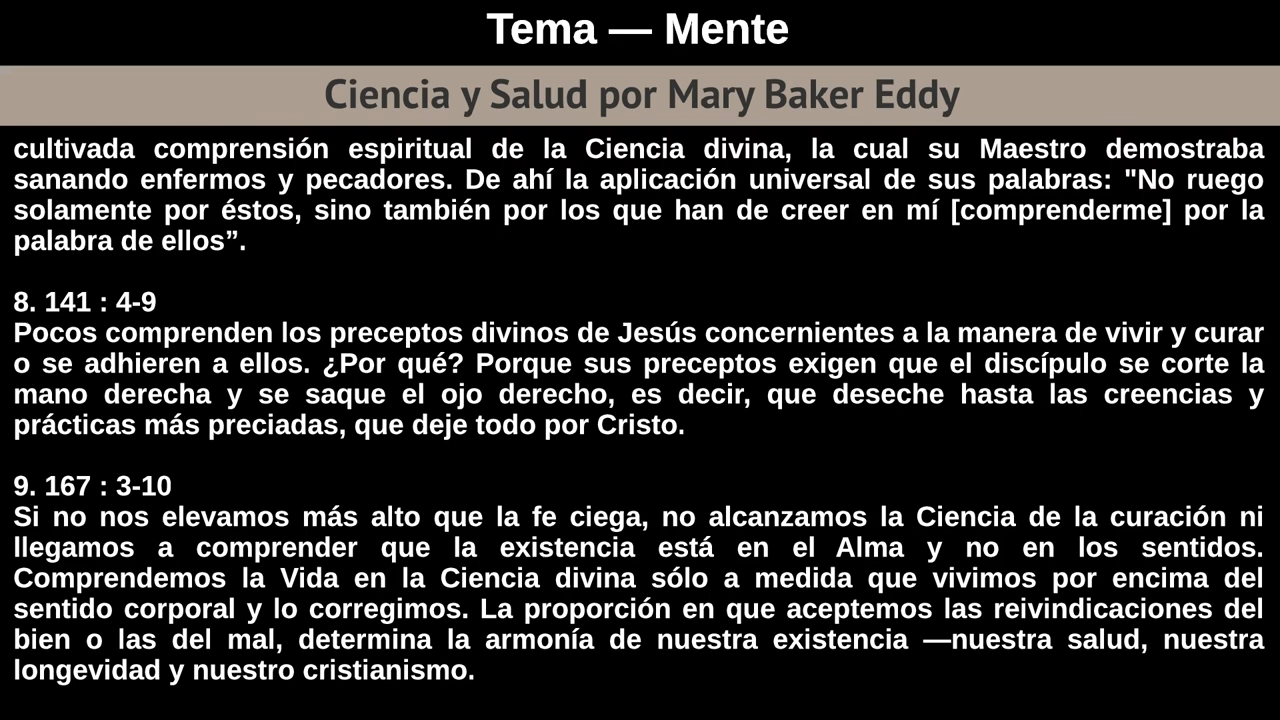 Tema — Mente
Ciencia y Salud por Mary Baker Eddy
cultivada comprensión espiritual de la Ciencia divina, la cual su Maestro demostraba
sanando enfermos y pecadores. De ahí la aplicación universal de sus palabras: "No ruego
solamente por éstos, sino también por los que han de creer en mí [comprenderme] por la
palabra de ellos”.
8. 141 : 4-9
Pocos comprenden los preceptos divinos de Jesús concernientes a la manera de vivir y curar
o se adhieren a ellos. ¿Por qué? Porque sus preceptos exigen que el discípulo se corte la
mano derecha y se saque el ojo derecho, es decir, que deseche hasta las creencias y
prácticas más preciadas, que deje todo por Cristo.
9. 167 : 3-10
Si no nos elevamos más alto que la fe ciega, no alcanzamos la Ciencia de la curación ni
llegamos a comprender que la existencia está en el Alma y no en los sentidos.
Comprendemos la Vida en la Ciencia divina sólo a medida que vivimos por encima del
sentido corporal y lo corregimos. La proporción en que aceptemos las reivindicaciones del
bien o las del mal, determina la armonía de nuestra existencia —nuestra salud, nuestra
longevidad y nuestro cristianismo.